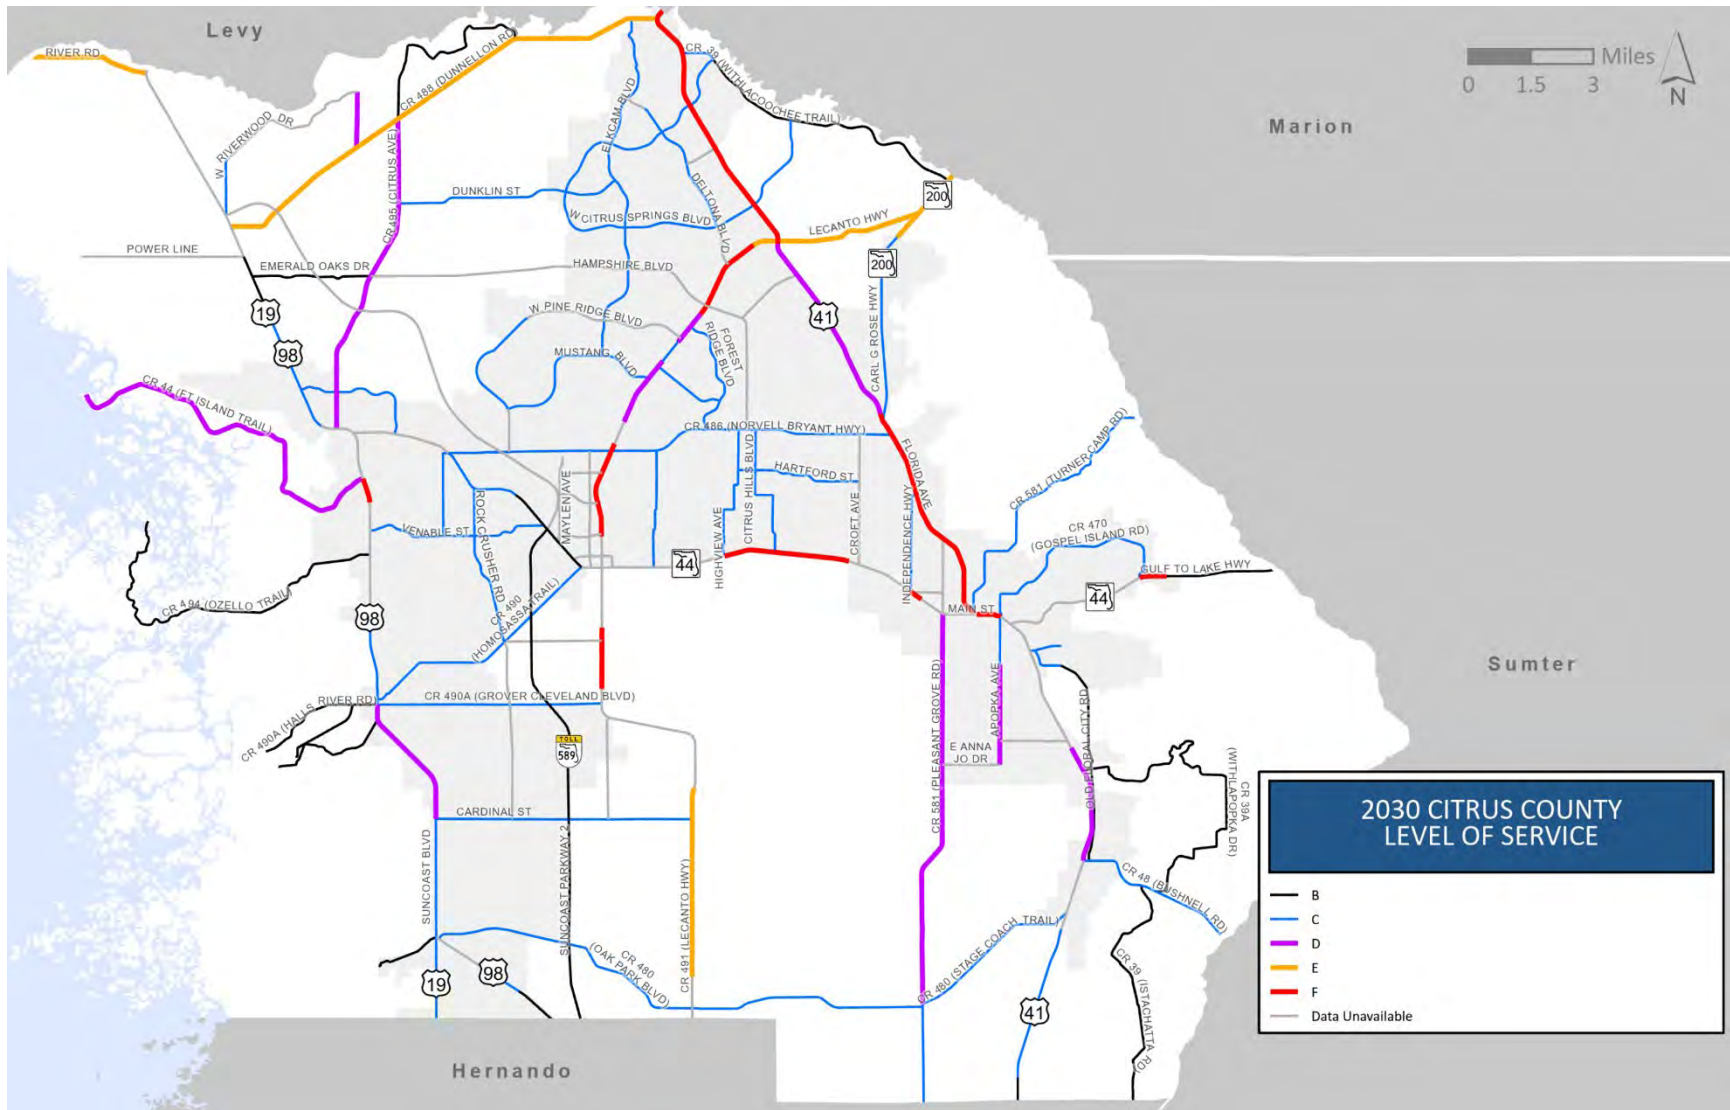 Levy
RIVER RD
CR 488 (DUNNELLON RD)
CR 39 (WITHLACOOCHEE TRAIL)
Miles
0 1.5 3
N
Marion
W RIVERWOOD DR
ELKCAM BLVD
CR 495 (CITRUS AVE)
DUNKLIN ST
DELTONA BLVD
W CITRUS SPRINGS BLVD
LECANTO HWY
200
POWER LINE
EMERALD OAKS DR
HAMPSHIRE BLVD
200
19
98
W PINE RIDGE BLVD
41
CARL G ROSE HWY
FOREST
RIDGE BLVD
MUSTANG BLVD
CR 44 (FT ISLAND TRAIL)
CR 486 (NORVELL BRYANT HWY)
FLORIDA AVE
CR 581 (TURNER CAMP RD)
HARTFORD ST
CITRUS HILLS BLVD
MAYLEN AVE
ROCK CRUSHER RD
VENABLE ST
HIGHVIEW AVE
CROFT AVE
INDEPENDENCE HWY
CR 470
(GOSPEL ISLAND RD)
44
GULF TO LAKE HWY
44
CR 494 (OZELLO TRAIL)
98
CR 490
(HOMOSASSA TRAIL)
MAIN ST
Sumter
CR 490A (HALLS RIVER RD)
CR 490A (GROVER CLEVELAND BLVD)
CR 581 (PLEASANT GROVE RD)
APOPKA AVE
OLD FLORAL CITY RD
TOLL
589
E ANNA
JO DR
CR 39A
(WITHLAPOPKA DR)
CARDINAL ST
SUNCOAST BLVD
SUNCOAST PARKWAY 2
CR 491 (LECANTO HWY)
CR 48 (BUSHNELL RD)
CR 480
(OAK PARK BLVD)
CR 480 (STAGE COACH TRAIL)
CR 39 (ISTACHATTA RD)
98
19
41
Hernando
2030 CITRUS COUNTY
LEVEL OF SERVICE
B
C
D
E
F
Data Unavailable